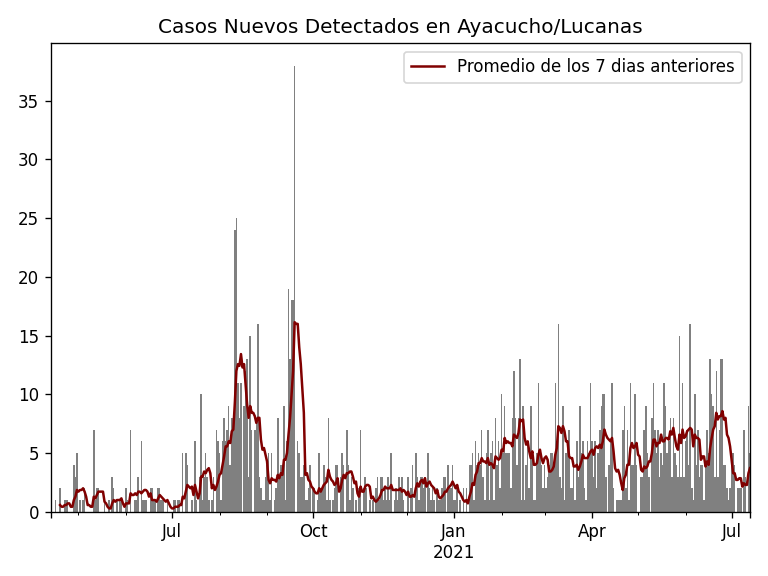 Casos Nuevos Detectados en Ayacucho/Lucanas
Promedio de los 7 dias anteriores
35
30
25
20
15
10
5
0
Jul
Oct
Jan
2021
Apr
Jul